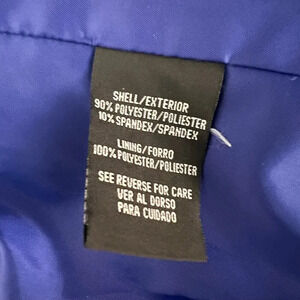 SHELL/EXTERIOR
90% POLYESTER/POLIESTER
10% SPANDEX/SPANDEX
LINING/FORRO
100% POLYESTER/POLIESTER
SEE REVERSE FOR CARE
VER AL DORSO
PARA CUIDADO